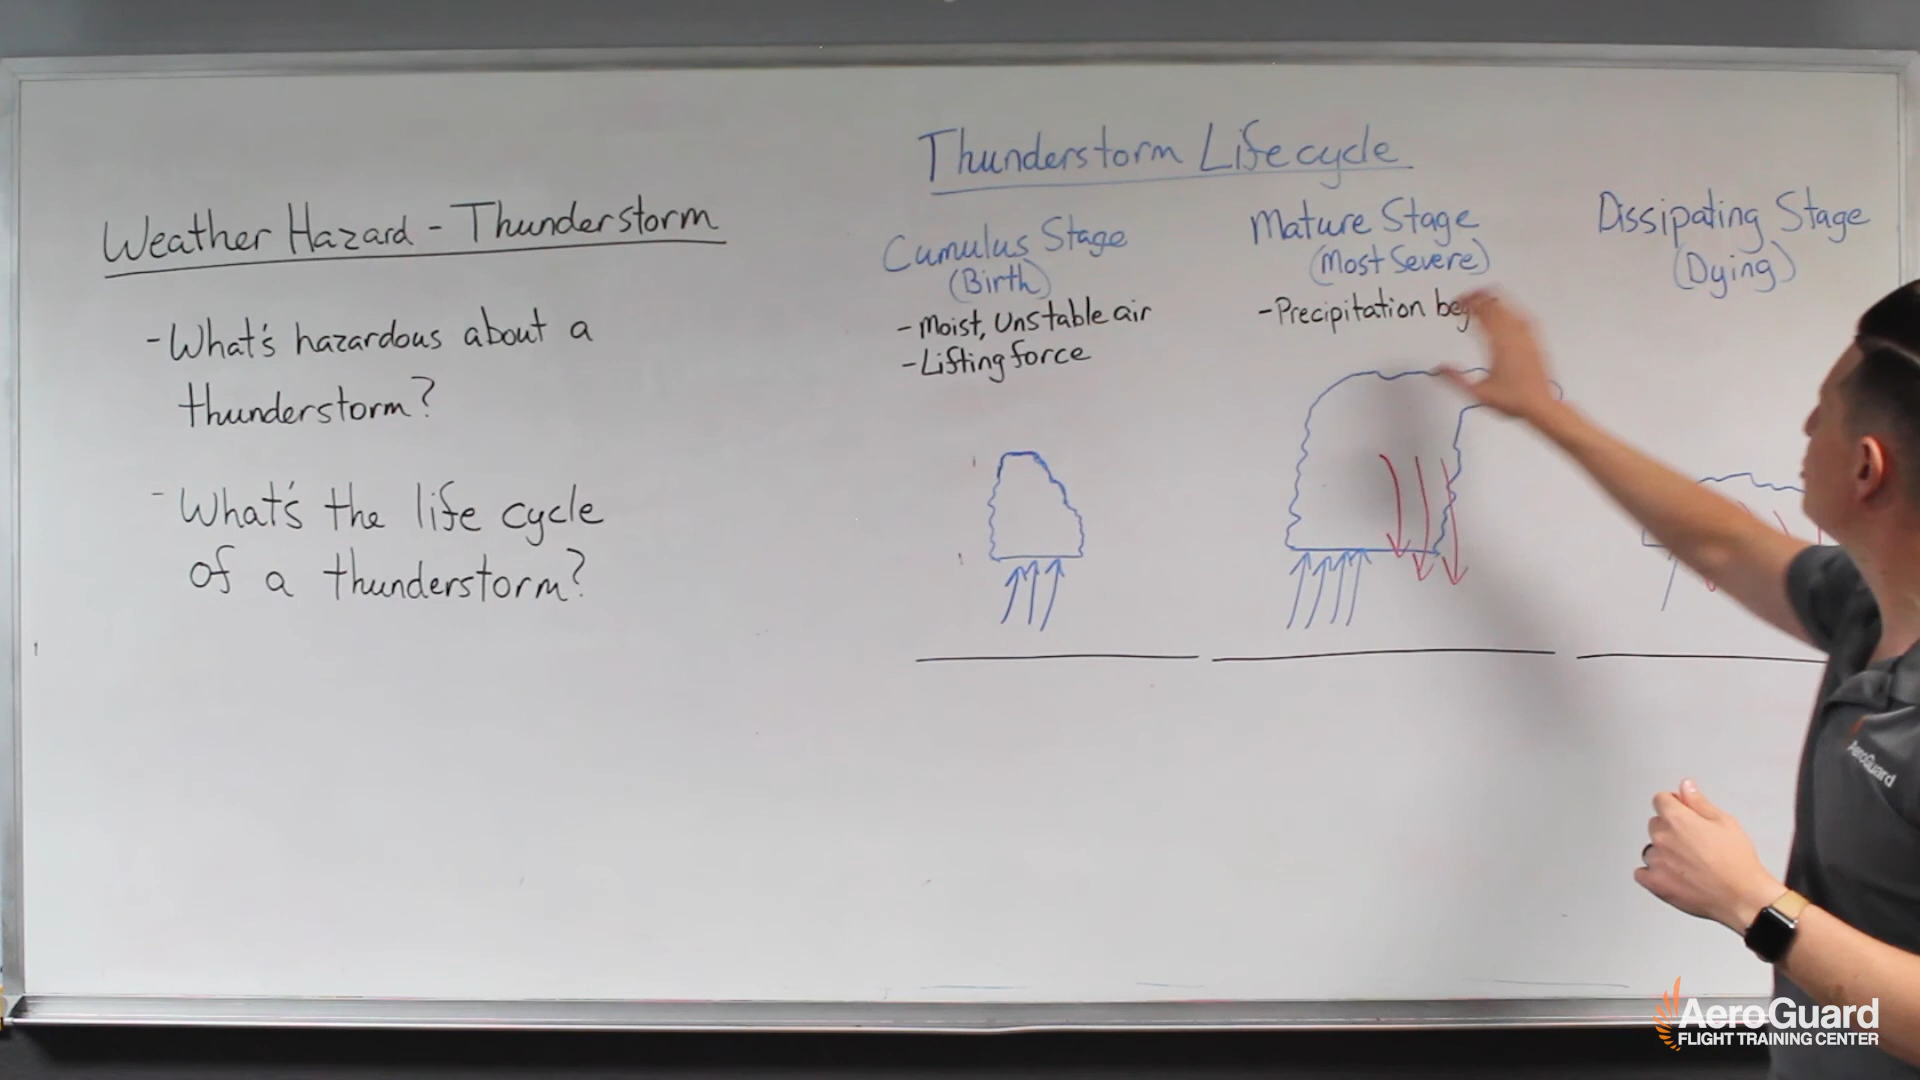 Weather Hazard - Thunderstorm
- What's hazardous about a
thunderstorm?
- What's the life cycle
of a thunderstorm?
Thunderstorm Lifecycle
Cumulus Stage
(Birth)
- Moist, Unstable air
- Lifting force
Mature Stage
(Most Severe)
- Precipitation
Dissipating Stage
(Dying)
AeroGuard
AeroGuard
FLIGHT TRAINING CENTER